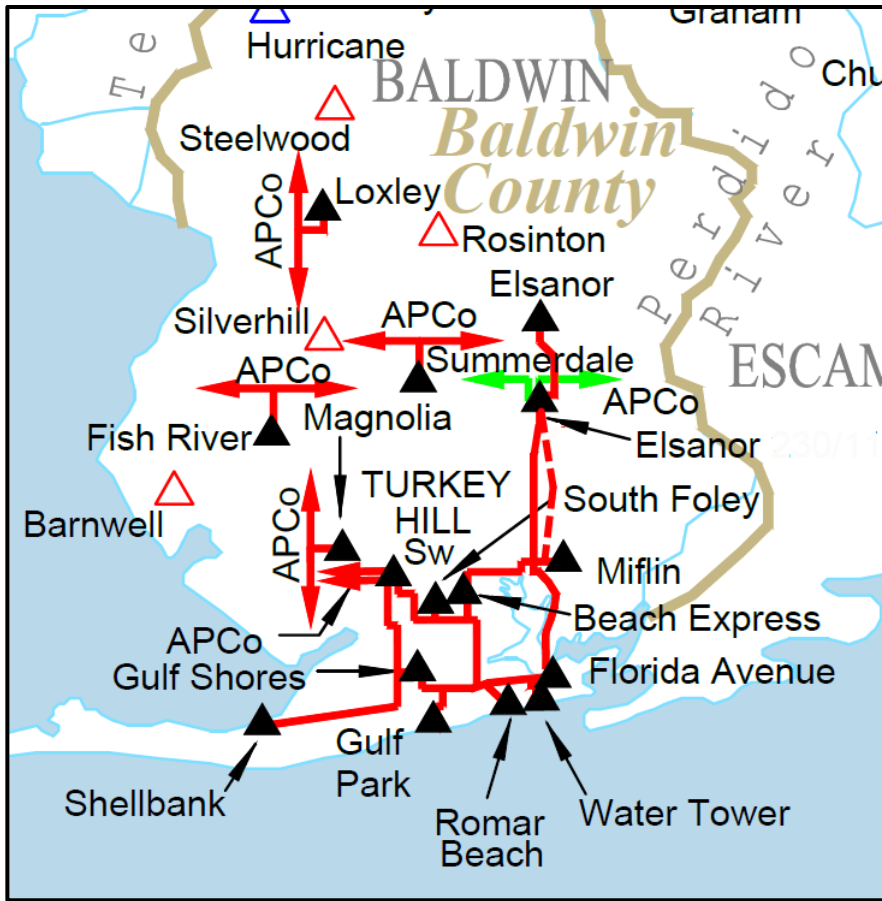 Graham
Hurricane
BALDWIN
Baldwin
County
Te
Perdido
River
Chu
Steelwood
APCo
Loxley
Rosinton
Elsanor
Silverhill
APCo
Summerdale
APCo
ESCAM
APCo
Magnolia
Fish River
Elsanor
230/11
Barnwell
TURKEY
HILL
Sw
South Foley
APCo
Miflin
APCo
Beach Express
Gulf Shores
Florida Avenue
Gulf
Park
Shellbank
Water Tower
Romar
Beach